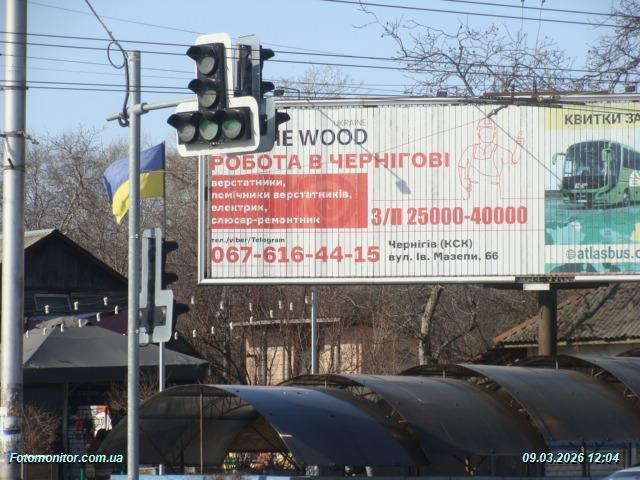 UKRAINE
WOOD
РОБОТА В ЧЕРНІГОВІ
верстатники,
помічники верстатників,
електрик,
слюсар-ремонтник
З/П 25000-40000
тел./viber/Telegram
067-616-44-15
Чернігів (КСК)
вул. Ів. Мазепи, 66
КВИТКИ ЗА
atlasbus.c
Fotomonitor.com.ua
09.03.2026 12:04